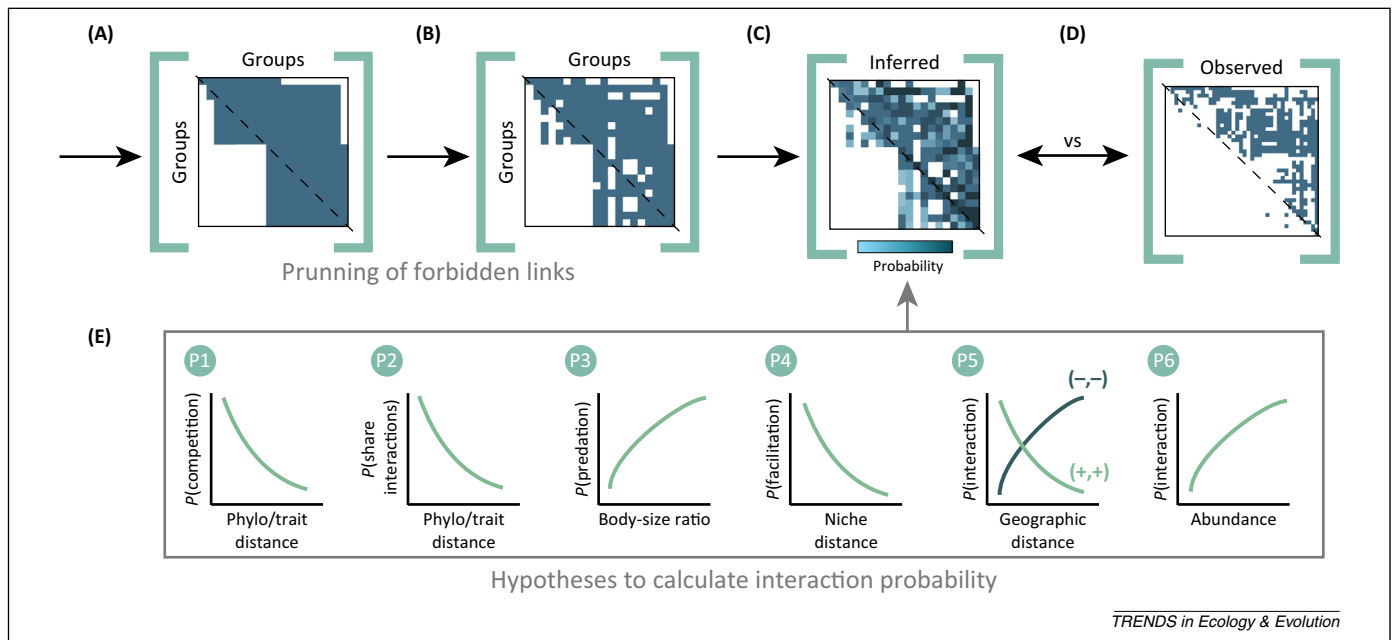 (A)
Groups
Groups
(B)
Groups
Groups
Prunning of forbidden links
(C)
Inferred
Probability
vs
(D)
Observed
(E)
P1
P(competition)
Phylo/trait
distance
P2
P(share
interactions)
Phylo/trait
distance
P3
P(predation)
Body-size ratio
P4
P(facilitation)
Niche
distance
P5
P(interaction)
(−,−)
(+,+)
Geographic
distance
P6
P(interaction)
Abundance
Hypotheses to calculate interaction probability
TRENDS in Ecology & Evolution